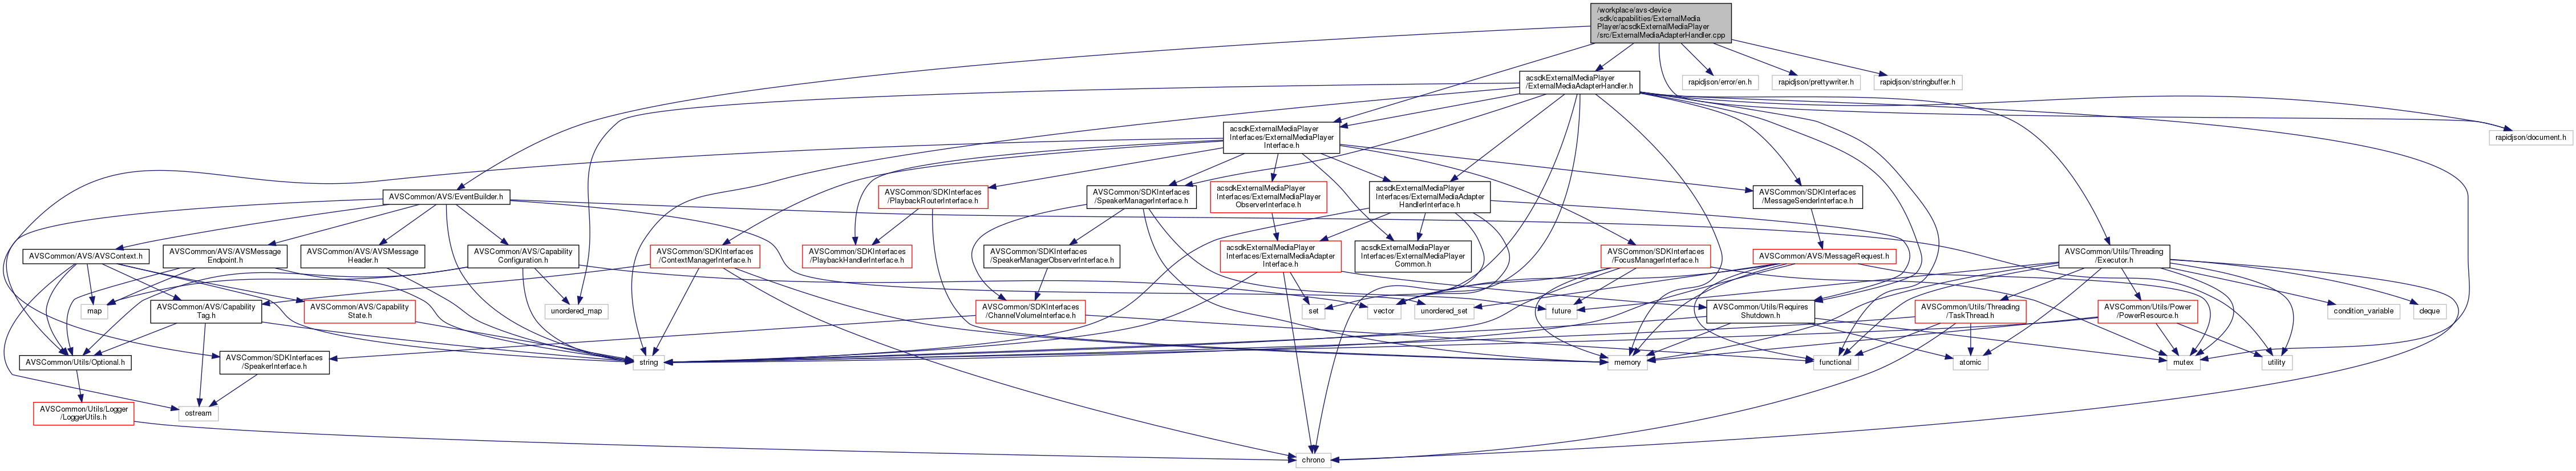 /workplace/avs-device
-sdk/capabilities/ExternalMedia
Player/acsdkExternalMediaPlayer
/src/ExternalMediaAdapterHandler.cpp
acsdkExternalMediaPlayer
/ExternalMediaAdapterHandler.h
rapidjson/error/en.h
rapidjson/prettywriter.h
rapidjson/stringbuffer.h
acsdkExternalMediaPlayer
Interfaces/ExternalMediaPlayer
Interface.h
rapidjson/document.h
AVSCommon/AVS/EventBuilder.h
AVSCommon/SDKInterfaces
/PlaybackRouterInterface.h
AVSCommon/SDKInterfaces
/SpeakerManagerInterface.h
acsdkExternalMediaPlayer
Interfaces/ExternalMediaPlayer
ObserverInterface.h
acsdkExternalMediaPlayer
Interfaces/ExternalMediaAdapter
HandlerInterface.h
AVSCommon/SDKInterfaces
/MessageSenderInterface.h
AVSCommon/AVS/AVSContext.h
AVSCommon/AVS/AVSMessage
Endpoint.h
AVSCommon/AVS/AVSMessage
Header.h
AVSCommon/AVS/Capability
Configuration.h
AVSCommon/SDKInterfaces
/ContextManagerInterface.h
AVSCommon/SDKInterfaces
/PlaybackHandlerInterface.h
AVSCommon/SDKInterfaces
/SpeakerManagerObserverInterface.h
acsdkExternalMediaPlayer
Interfaces/ExternalMediaAdapter
Interface.h
acsdkExternalMediaPlayer
Interfaces/ExternalMediaPlayer
Common.h
AVSCommon/SDKInterfaces
/FocusManagerInterface.h
AVSCommon/AVS/MessageRequest.h
AVSCommon/Utils/Threading
/Executor.h
map
AVSCommon/AVS/Capability
Tag.h
AVSCommon/AVS/Capability
State.h
unordered_map
AVSCommon/SDKInterfaces
/ChannelVolumeInterface.h
set
vector
unordered_set
future
AVSCommon/Utils/Requires
Shutdown.h
AVSCommon/Utils/Threading
/TaskThread.h
AVSCommon/Utils/Power
/PowerResource.h
condition_variable
deque
AVSCommon/Utils/Optional.h
AVSCommon/SDKInterfaces
/SpeakerInterface.h
string
memory
functional
atomic
mutex
utility
AVSCommon/Utils/Logger
/LoggerUtils.h
ostream
chrono